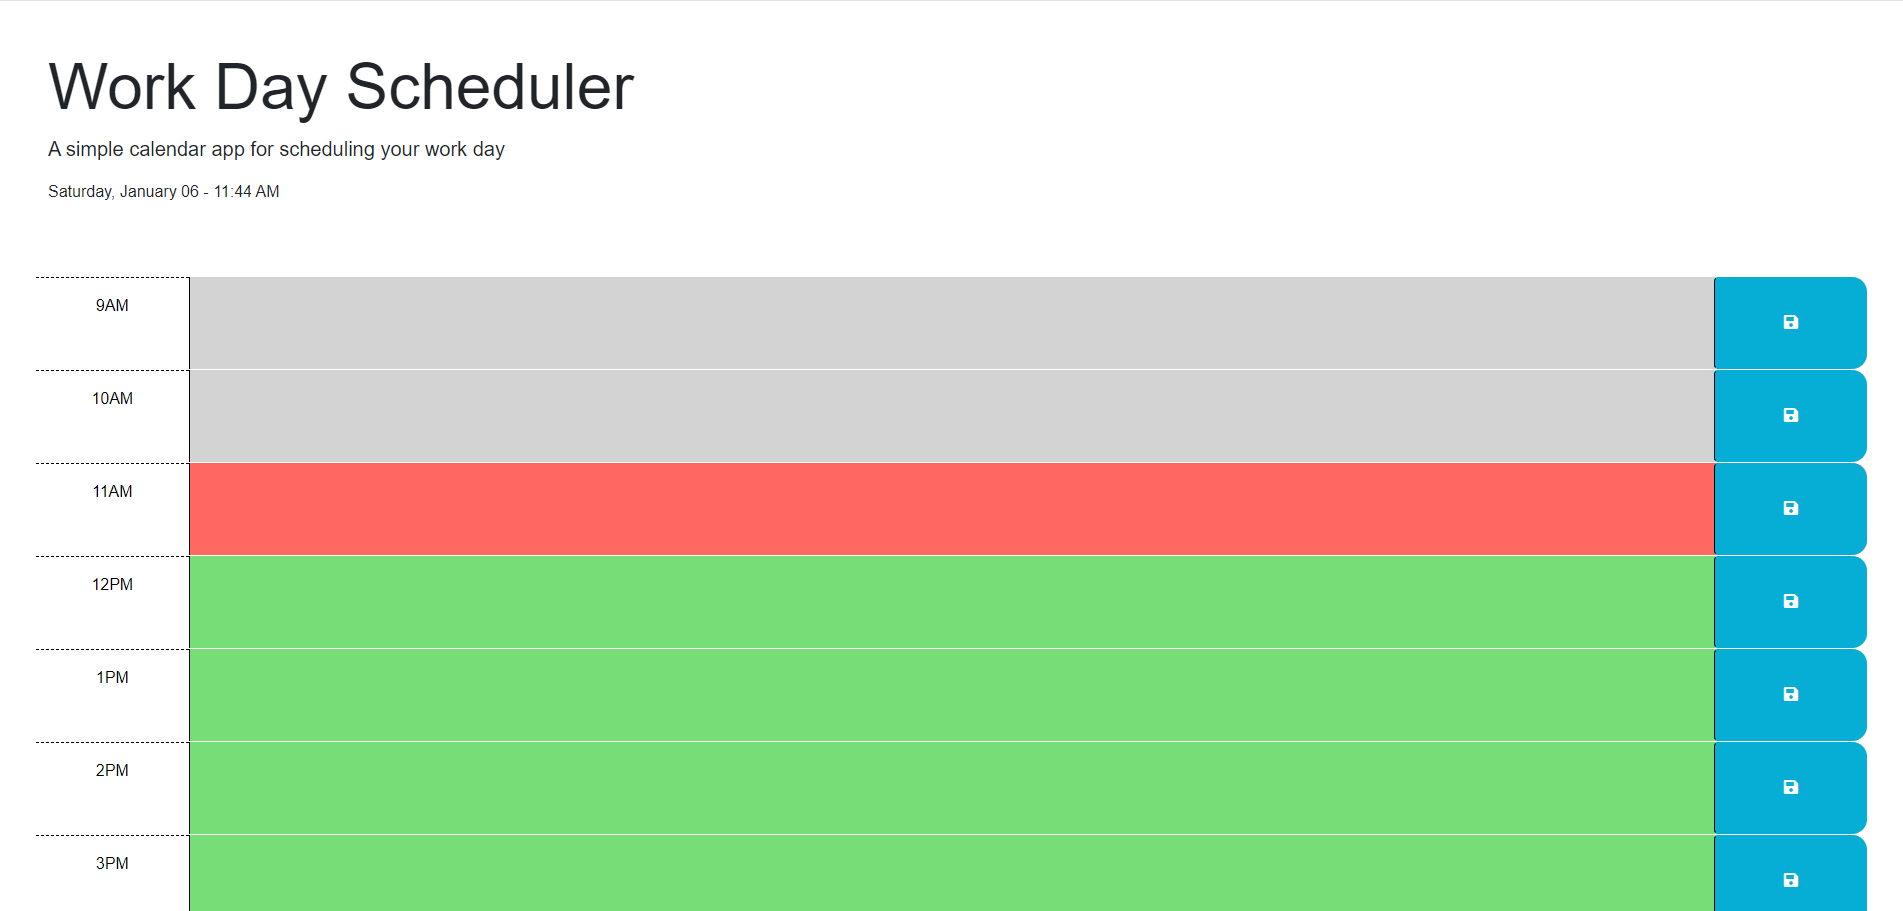 Work Day Scheduler
A simple calendar app for scheduling your work day
Saturday, January 06 - 11:44 AM
9AM
10AM
11AM
12PM
1PM
2PM
3PM